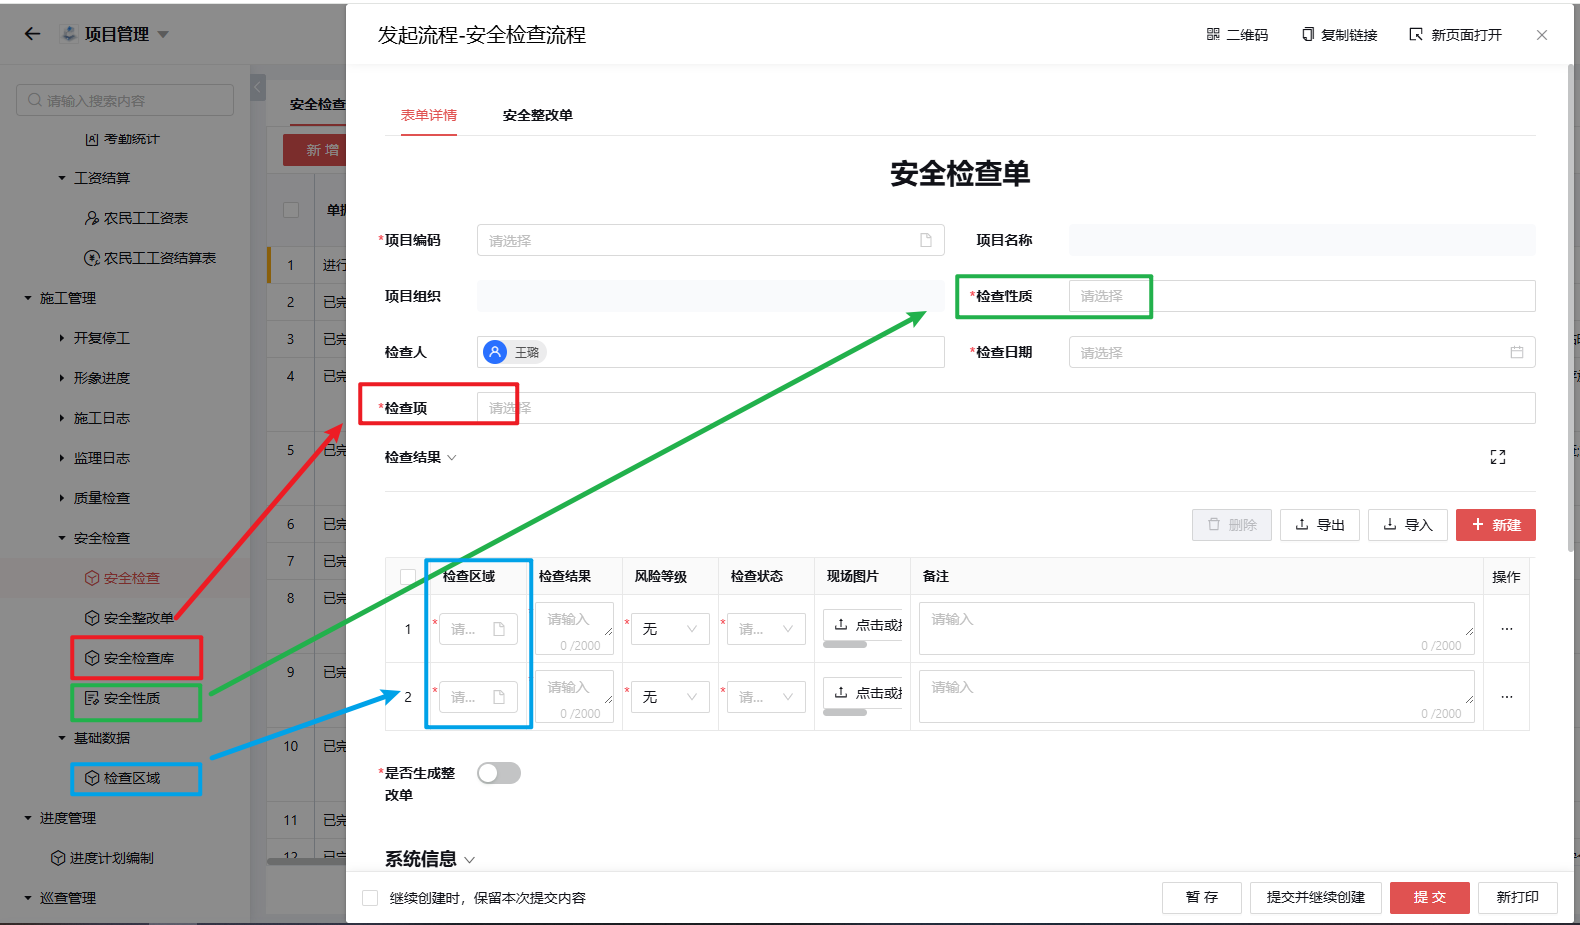 项目管理
请输入搜索内容
考勤统计
工资结算
农民工工资表
农民工工资结算表
施工管理
开复停工
形象进度
施工日志
监理日志
质量检查
安全检查
安全检查
安全整改单
安全检查库
安全性质
基础数据
检查区域
进度管理
进度计划编制
巡查管理
安全检查
新 增
单据
1 进行
2 已完
3 已完
4 已完
5 已完
6 已完
7 已完
8 已完
9 已完
10 已完
11 已完
12 已完
发起流程-安全检查流程
二维码 复制链接 新页面打开
表单详情 安全整改单
安全检查单
*项目编码 请选择 项目名称
项目组织 *检查性质 请选择
检查人 王璐 *检查日期 请选择
*检查项 请选择
检查结果
删除 导出 导入 + 新建
检查区域 检查结果 风险等级 检查状态 现场图片 备注 操作
1 * 请... 请输入 0 /2000 * 无 * 请... 点击或拖 请输入 0 /2000 ...
2 * 请... 请输入 0 /2000 * 无 * 请... 点击或拖 请输入 0 /2000 ...
*是否生成整
改单
系统信息
继续创建时，保留本次提交内容
暂 存 提交并继续创建 提 交 新打印